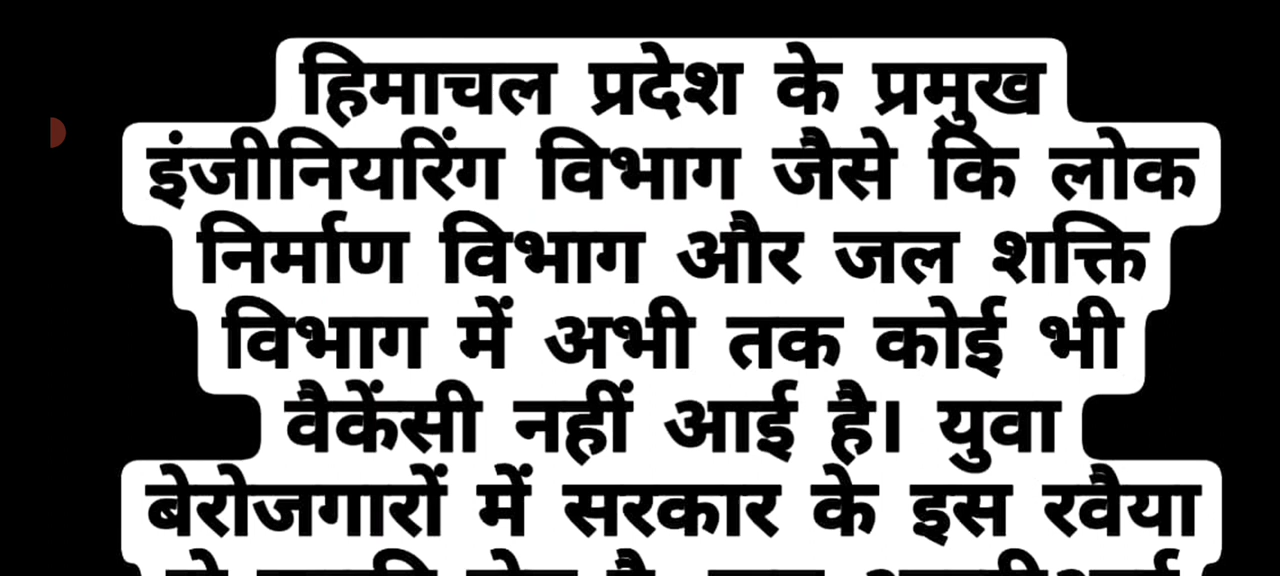 हिमाचल प्रदेश के प्रमुख
इंजीनियरिंग विभाग जैसे कि लोक
निर्माण विभाग और जल शक्ति
विभाग में अभी तक कोई भी
वैकेंसी नहीं आई है। युवा
बेरोजगारों में सरकार के इस रवैया